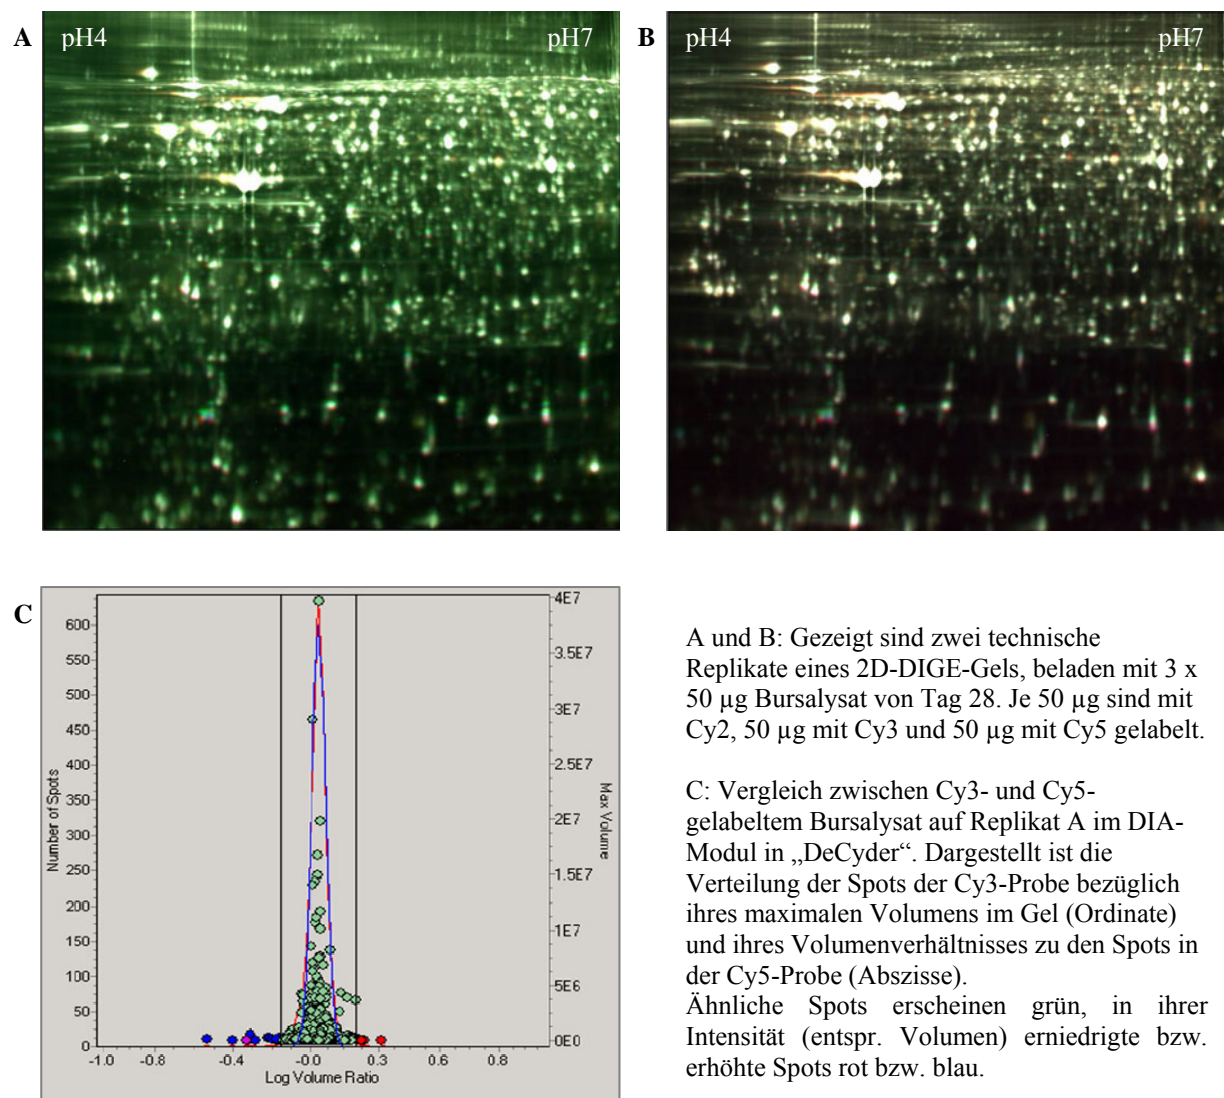 A
pH4
pH7
B
pH4
pH7
C
600
550
500
450
400
350
300
250
200
150
100
50
0
Number of Spots
4E7
3.5E7
3E7
2.5E7
2E7
1.5E7
1E7
5E6
0E0
Max Volume
-1.0
-0.8
-0.4
-0.0
0.3
0.8
Log Volume Ratio
A und B: Gezeigt sind zwei technische
Replikate eines 2D-DIGE-Gels, beladen mit 3 x
50 µg Bursalysat von Tag 28. Je 50 µg sind mit
Cy2, 50 µg mit Cy3 und 50 µg mit Cy5 gelabelt.
C: Vergleich zwischen Cy3- und Cy5-
gelabeltem Bursalysat auf Replikat A im DIA-
Modul in „DeCyder“. Dargestellt ist die
Verteilung der Spots der Cy3-Probe bezüglich
ihres maximalen Volumens im Gel (Ordinate)
und ihres Volumenverhältnisses zu den Spots in
der Cy5-Probe (Abszisse).
Ähnliche Spots erscheinen grün, in ihrer
Intensität (entspr. Volumen) erniedrigte bzw.
erhöhte Spots rot bzw. blau.